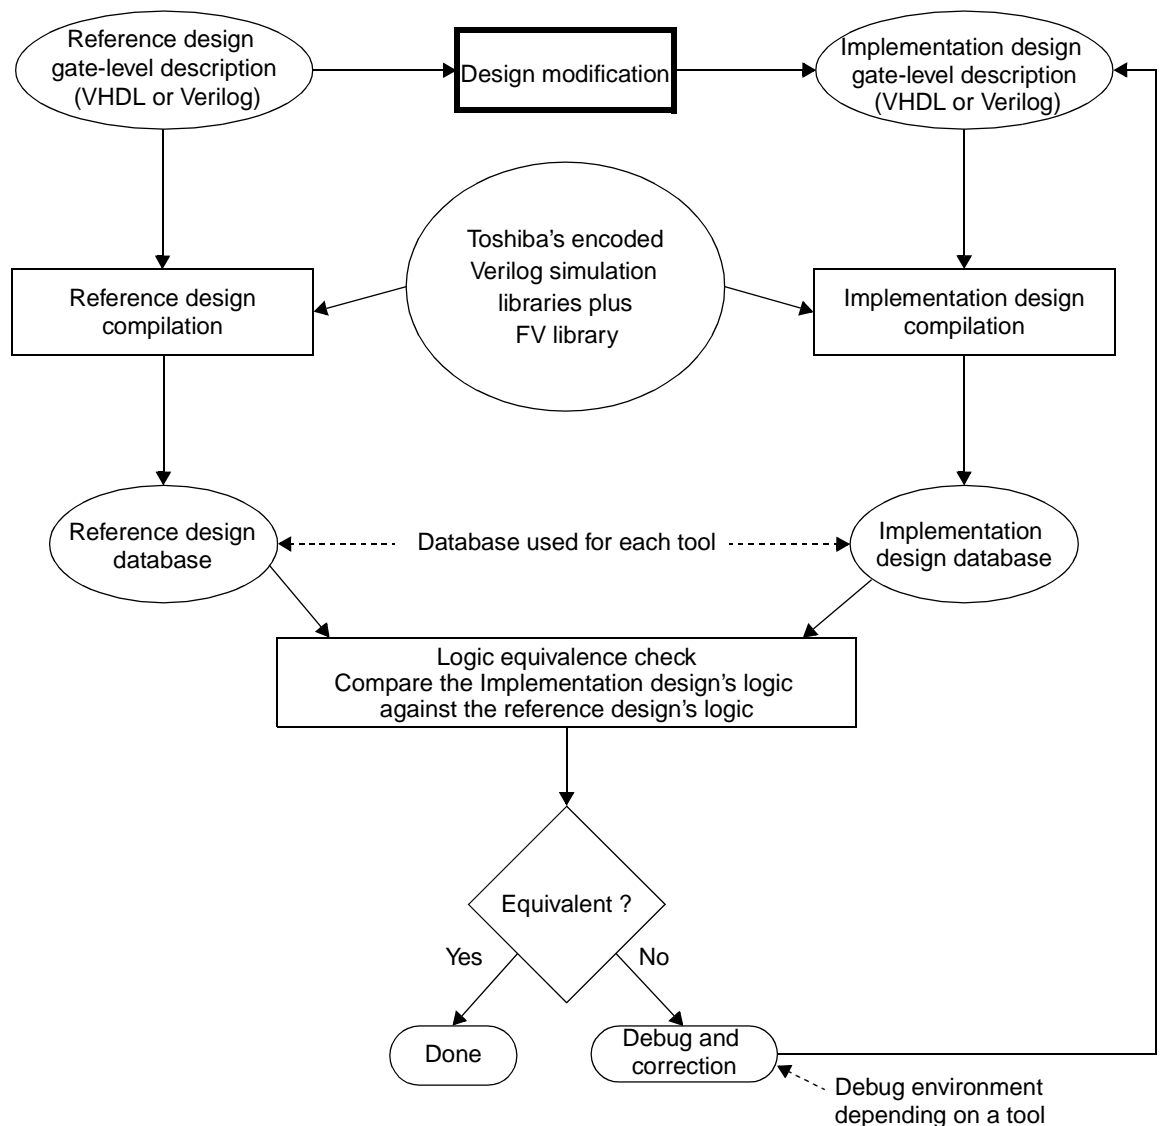 Reference design
gate-level description
(VHDL or Verilog)
Design modification
Implementation design
gate-level description
(VHDL or Verilog)
Toshiba's encoded
Verilog simulation
libraries plus
FV library
Reference design
compilation
Implementation design
compilation
Reference design
database
Database used for each tool
Implementation
design database
Logic equivalence check
Compare the Implementation design's logic
against the reference design's logic
Equivalent ?
Yes
No
Done
Debug and
correction
Debug environment
depending on a tool